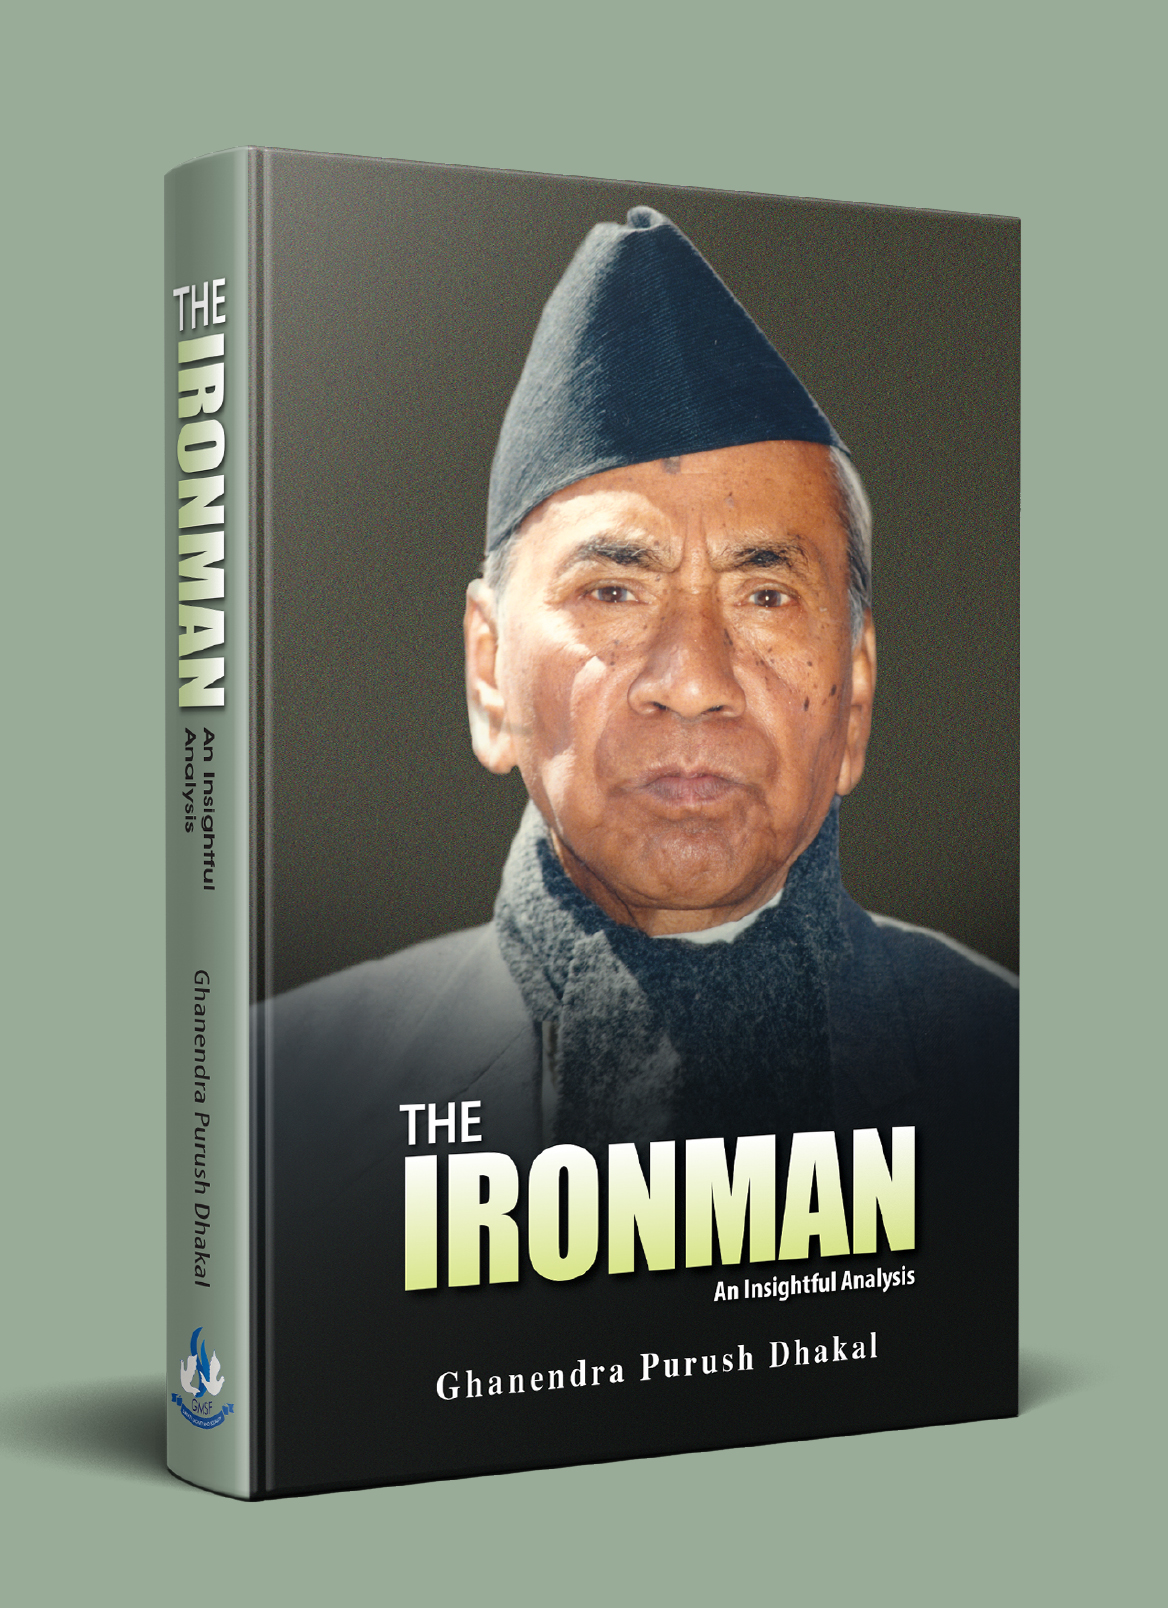 THE
IRONMAN
An Insightful
Analysis
Ghanendra Purush Dhakal
GMSF
THE
IRONMAN
An Insightful Analysis
Ghanendra Purush Dhakal